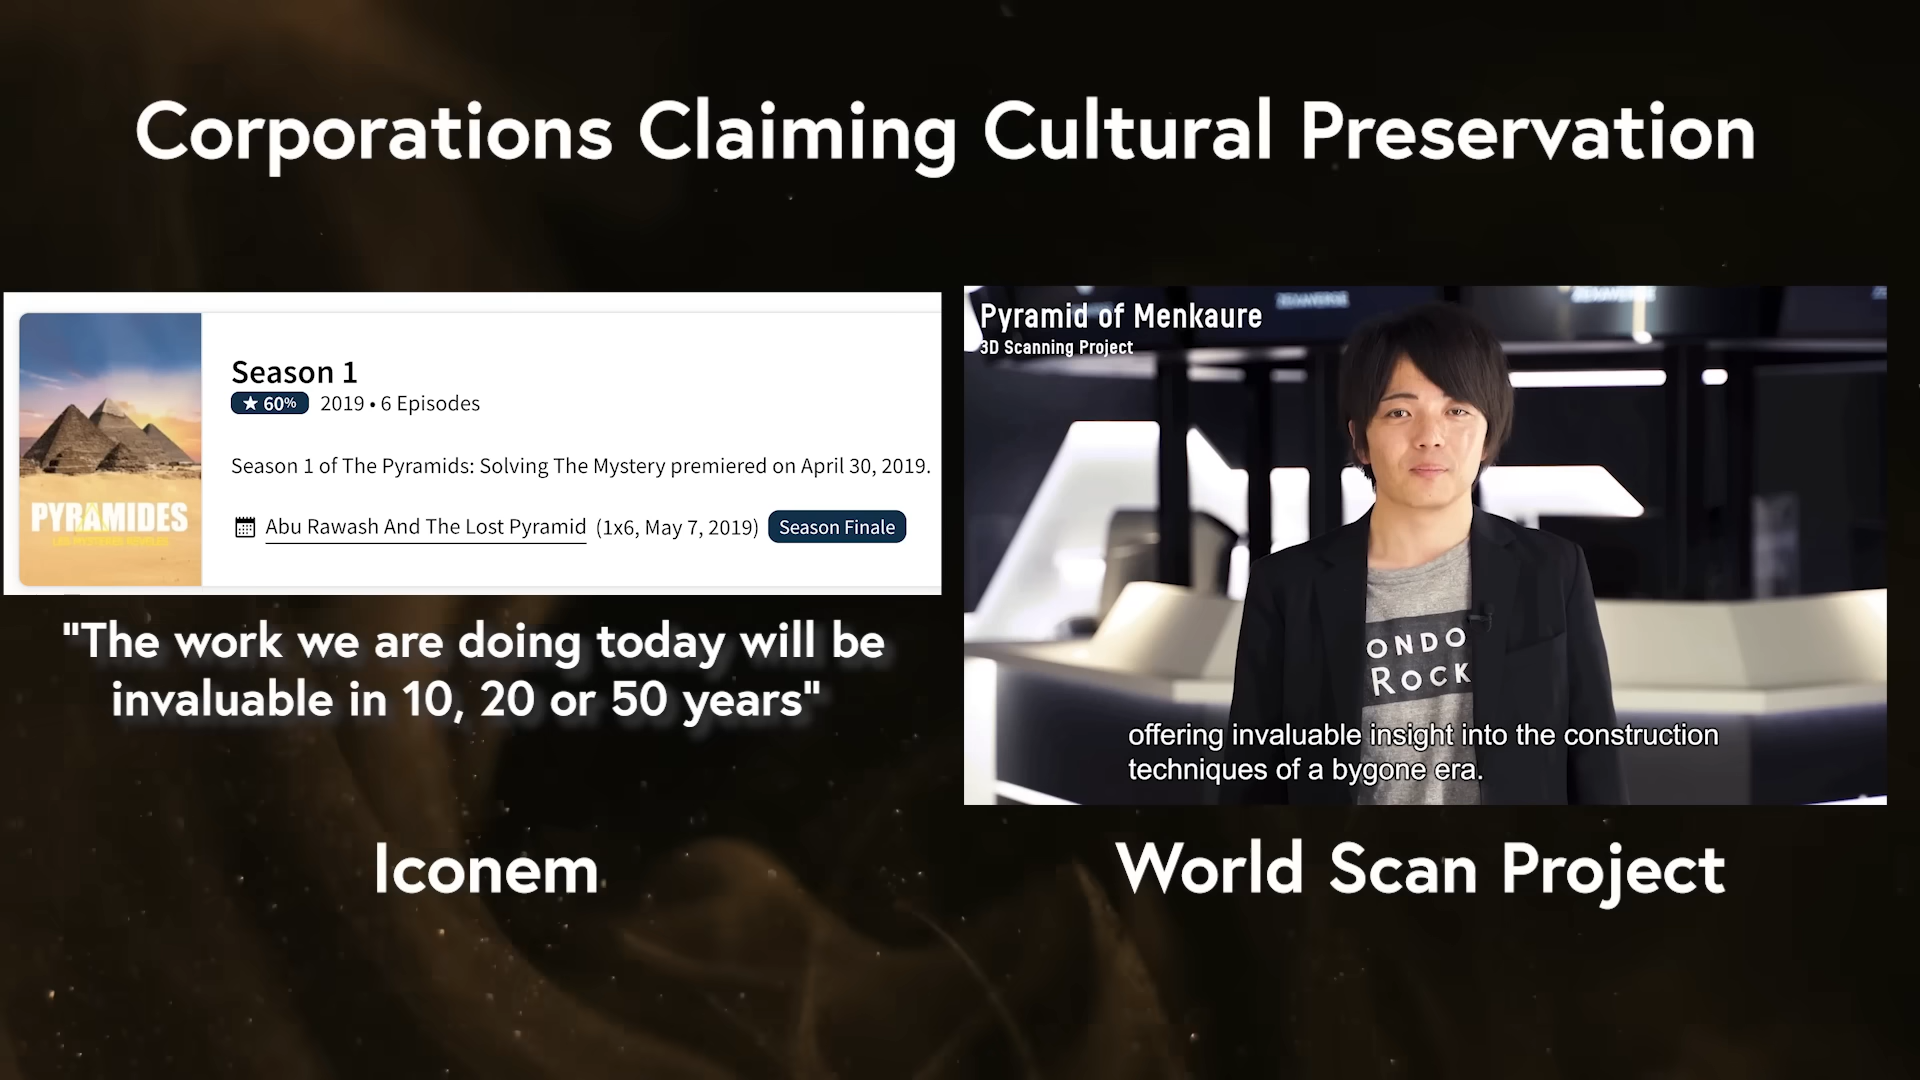 Corporations Claiming Cultural Preservation
PYRAMIDES
Season 1
★ 60%
2019 • 6 Episodes
Season 1 of The Pyramids: Solving The Mystery premiered on April 30, 2019.
Abu Rawash And The Lost Pyramid (1x6, May 7, 2019) Season Finale
"The work we are doing today will be
invaluable in 10, 20 or 50 years"
Iconem
Pyramid of Menkaure
3D Scanning Project
ONDO
ROCK
offering invaluable insight into the construction
techniques of a bygone era.
World Scan Project